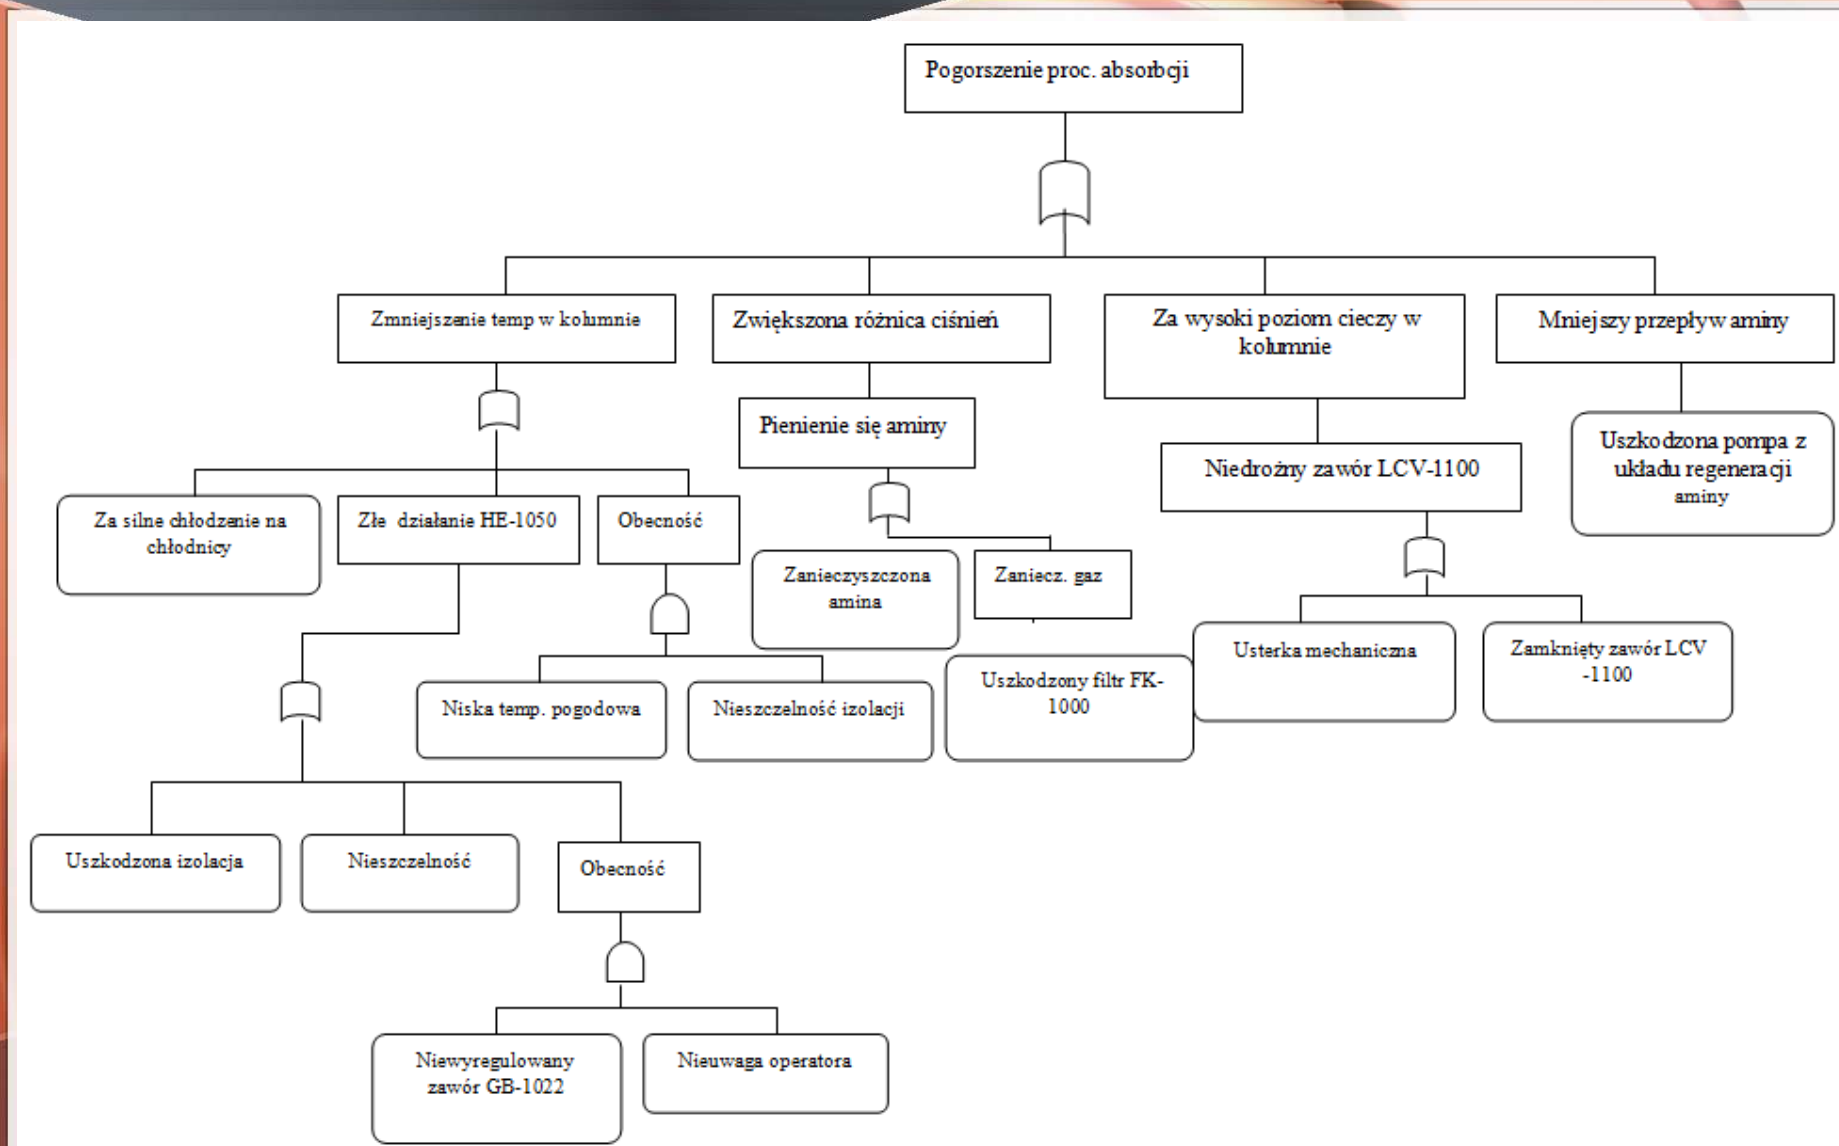 Pogorszenie proc. absorbcji
Zmniejszenie temp w kolumnie
Zwiększona różnica ciśnień
Za wysoki poziom cieczy w
kolumnie
Mniejszy przepływ aminy
Pienienie się aminy
Niedrożny zawór LCV-1100
Uszkodzona pompa z
układu regeneracji
aminy
Za silne chłodzenie na
chłodnicy
Złe działanie HE-1050
Obecność
Zanieczyszczona
amina
Zaniecz. gaz
Usterka mechaniczna
Zamknięty zawór LCV
-1100
Niska temp. pogodowa
Nieszczelność izolacji
Uszkodzony filtr FK-
1000
Uszkodzona izolacja
Nieszczelność
Obecność
Niewyregulowany
zawór GB-1022
Nieuwaga operatora